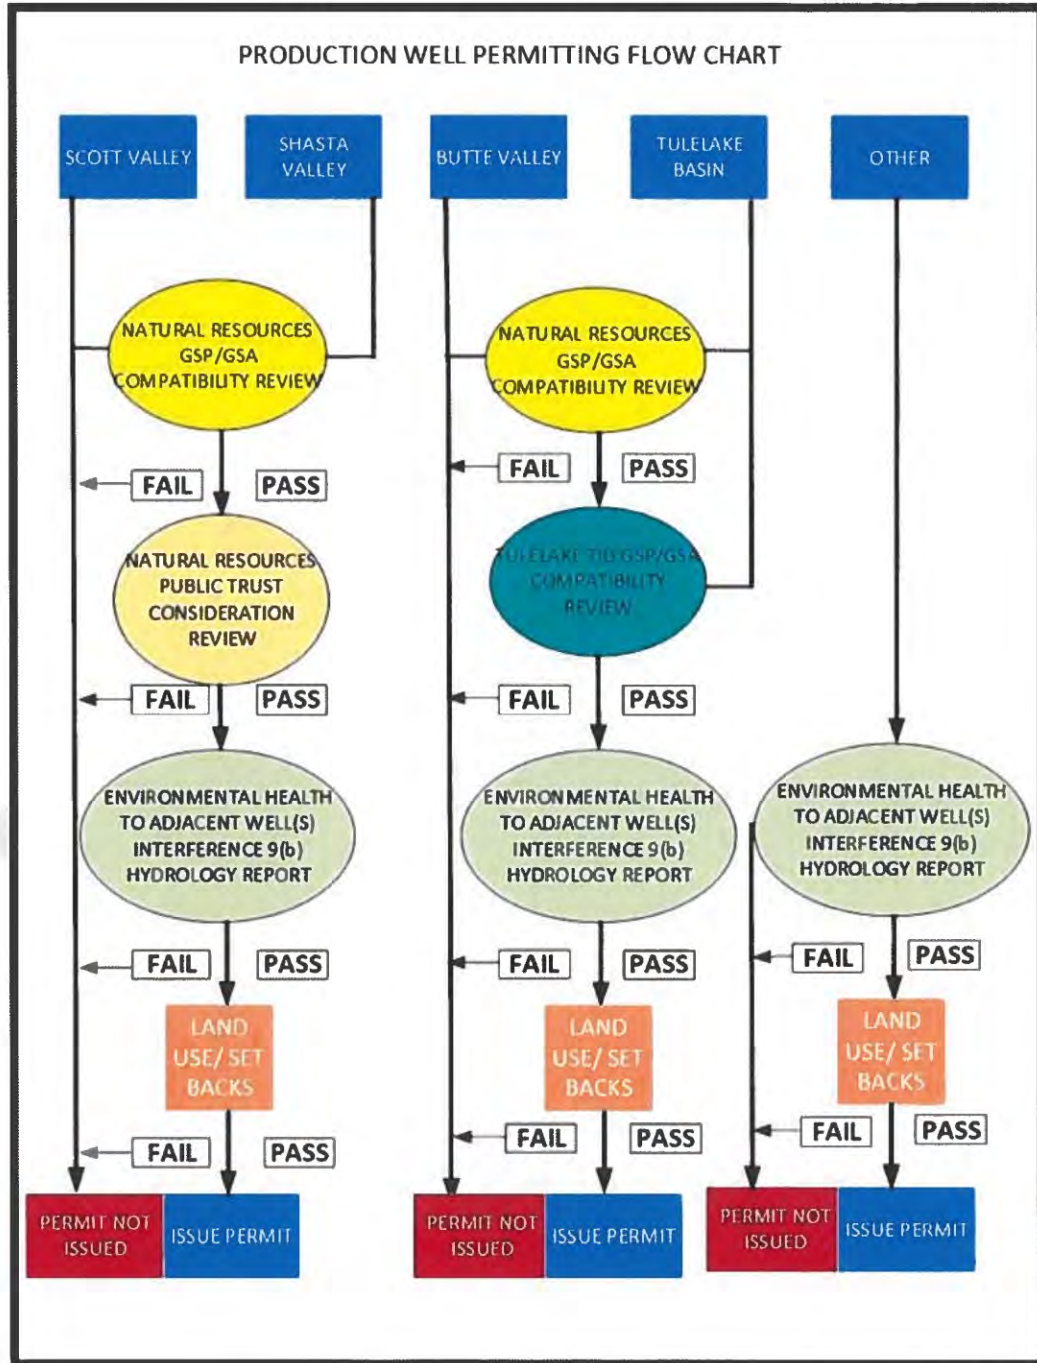 PRODUCTION WELL PERMITTING FLOW CHART
SCOTT VALLEY
SHASTA
VALLEY
BUTTE VALLEY
TULELAKE
BASIN
OTHER
NATURAL RESOURCES
GSP/GSA
COMPATIBILITY REVIEW
NATURAL RESOURCES
GSP/GSA
COMPATIBILITY REVIEW
FAIL
PASS
FAIL
PASS
NATURAL RESOURCES
PUBLIC TRUST
CONSIDERATION
REVIEW
TULELAKE TID GSP/GSA
COMPATIBILITY
REVIEW
FAIL
PASS
FAIL
PASS
ENVIRONMENTAL HEALTH
TO ADJACENT WELL(S)
INTERFERENCE 9(b)
HYDROLOGY REPORT
ENVIRONMENTAL HEALTH
TO ADJACENT WELL(S)
INTERFERENCE 9(b)
HYDROLOGY REPORT
ENVIRONMENTAL HEALTH
TO ADJACENT WELL(S)
INTERFERENCE 9(b)
HYDROLOGY REPORT
FAIL
PASS
FAIL
PASS
FAIL
PASS
LAND
USE/ SET
BACKS
LAND
USE/ SET
BACKS
LAND
USE/ SET
BACKS
FAIL
PASS
FAIL
PASS
FAIL
PASS
PERMIT NOT
ISSUED
ISSUE PERMIT
PERMIT NOT
ISSUED
ISSUE PERMIT
PERMIT NOT
ISSUED
ISSUE PERMIT